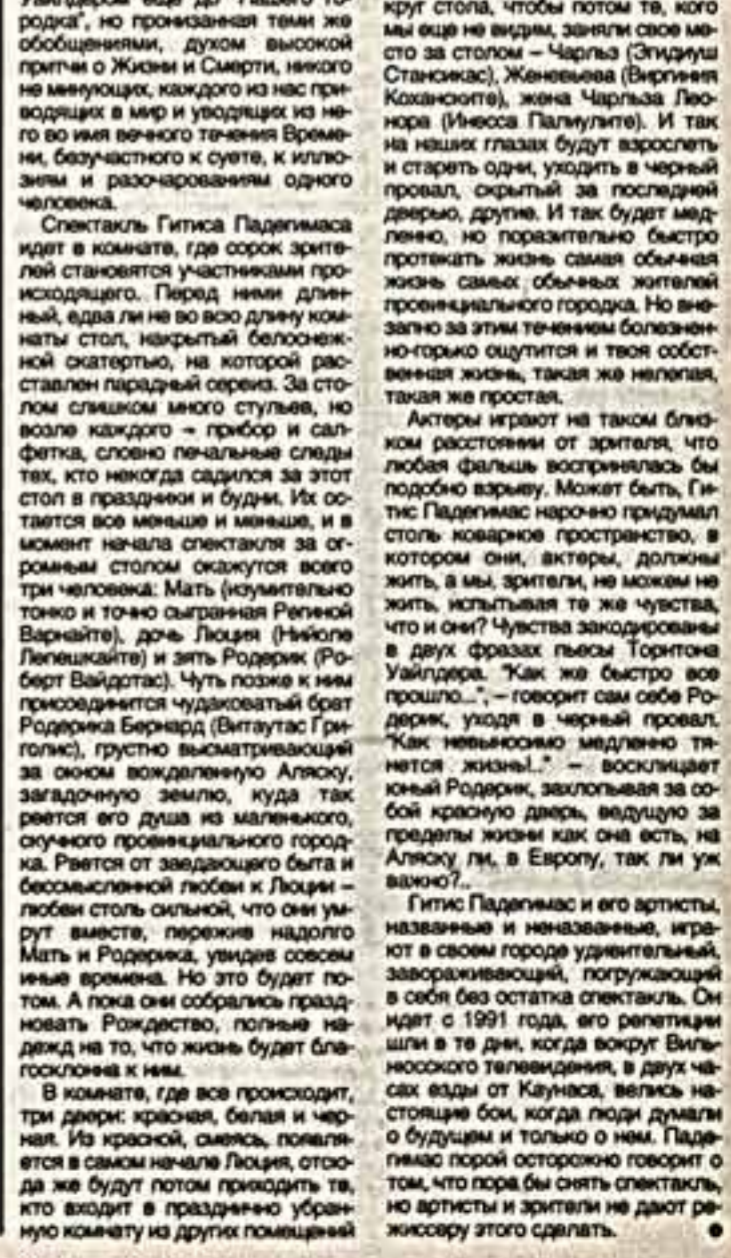 Уайлдером еще до "Нашего го-
родка", но пронизанная теми же
обобщениями, духом высокой
притчи о Жизни и Смерти, никого
не минующих, каждого из нас при-
водящих в мир и уводящих из не-
го во имя вечного течения Време-
ни, безучастного к суете, к иллю-
зиям и разочарованиям одного
человека.
Спектакль Гитиса Падегимаса
идет в комнате, где сорок зрите-
лей становятся участниками про-
исходящего. Перед ними длин-
ный, едва ли не во всю длину ком-
наты стол, накрытый белоснеж-
ной скатертью, на которой рас-
ставлен парадный сервиз. За сто-
лом слишком много стульев, но
возле каждого – прибор и сал-
фетка, словно печальные следы
тех, кто некогда садился за этот
стол в праздники и будни. Их ос-
тается все меньше и меньше, и в
момент начала спектакля за ог-
ромным столом окажутся всего
три человека: Мать (изумительно
тонко и точно сыгранная Региной
Варнайте), дочь Люция (Нийоле
Лепешкайте) и зять Родерик (Ро-
берт Вайдотас). Чуть позже к ним
присоединится чудаковатый брат
Родерика Бернард (Витаутас Гри-
голис), грустно высматривающий
за окном вожделенную Аляску,
загадочную землю, куда так
рвется его душа из маленького,
скучного провинциального город-
ка. Рвется от заедающего быта и
бессмысленной любви к Люции –
любви столь сильной, что они ум-
рут вместе, пережив надолго
Мать и Родерика, увидев совсем
иные времена. Но это будет по-
том. А пока они собрались празд-
новать Рождество, полные на-
дежд на то, что жизнь будет бла-
госклонна к ним.
В комнате, где все происходит,
три двери: красная, белая и чер-
ная. Из красной, смеясь, появля-
ется в самом начале Люция, отсю-
да же будут потом приходить те,
кто входит в празднично убран-
ную комнату из других помещений
круг стола, чтобы потом те, кого
мы еще не видим, заняли свое ме-
сто за столом – Чарльз (Эгидиуш
Стансикас), Женевьева (Виргиния
Коханските), жена Чарльза Лео-
нора (Инесса Палиулите). И так
на наших глазах будут взрослеть
и стареть одни, уходить в черный
провал, скрытый за последней
дверью, другие. И так будет мед-
ленно, но поразительно быстро
протекать жизнь самая обычная
жизнь самых обычных жителей
провинциального городка. Но вне-
запно за этим течением болезнен-
но-горько ощутится и твоя собст-
венная жизнь, такая же нелепая,
такая же простая.
Актеры играют на таком близ-
ком расстоянии от зрителя, что
любая фальшь воспринялась бы
подобно взрыву. Может быть, Ги-
тис Падегимас нарочно придумал
столь коварное пространство, в
котором они, актеры, должны
жить, а мы, зрители, не можем не
жить, испытывая те же чувства,
что и они? Чувства закодированы
в двух фразах пьесы Торнтона
Уайлдера. "Как же быстро все
прошло...", – говорит сам себе Ро-
дерик, уходя в черный провал.
"Как невыносимо медленно тя-
нется жизнь!.." – восклицает
юный Родерик, захлопывая за со-
бой красную дверь, ведущую за
пределы жизни как она есть, на
Аляску ли, в Европу, так ли уж
важно?..
Гитис Падегимас и его артисты,
названные и неназванные, игра-
ют в своем городе удивительный,
завораживающий, погружающий
в себя без остатка спектакль. Он
идет с 1991 года, его репетиции
шли в те дни, когда вокруг Виль-
нюсского телевидения, в двух ча-
сах езды от Каунаса, велись на-
стоящие бои, когда люди думали
о будущем и только о нем. Паде-
гимас порой осторожно говорит о
том, что пора бы снять спектакль,
но артисты и зрители не дают ре-
жиссеру этого сделать. ●